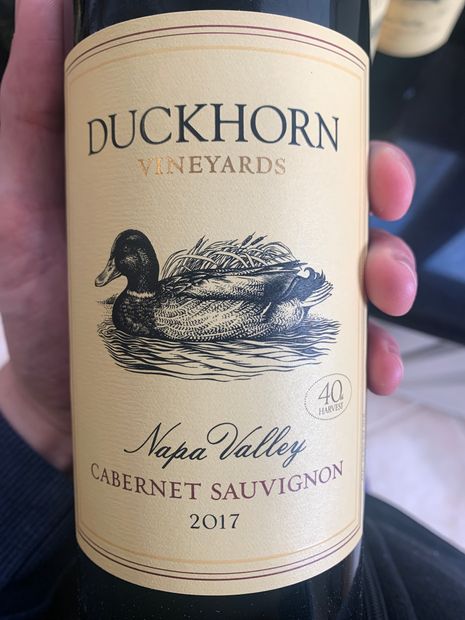 DUCKHORN
VINEYARDS
40th
HARVEST
Napa Valley
CABERNET SAUVIGNON
2017